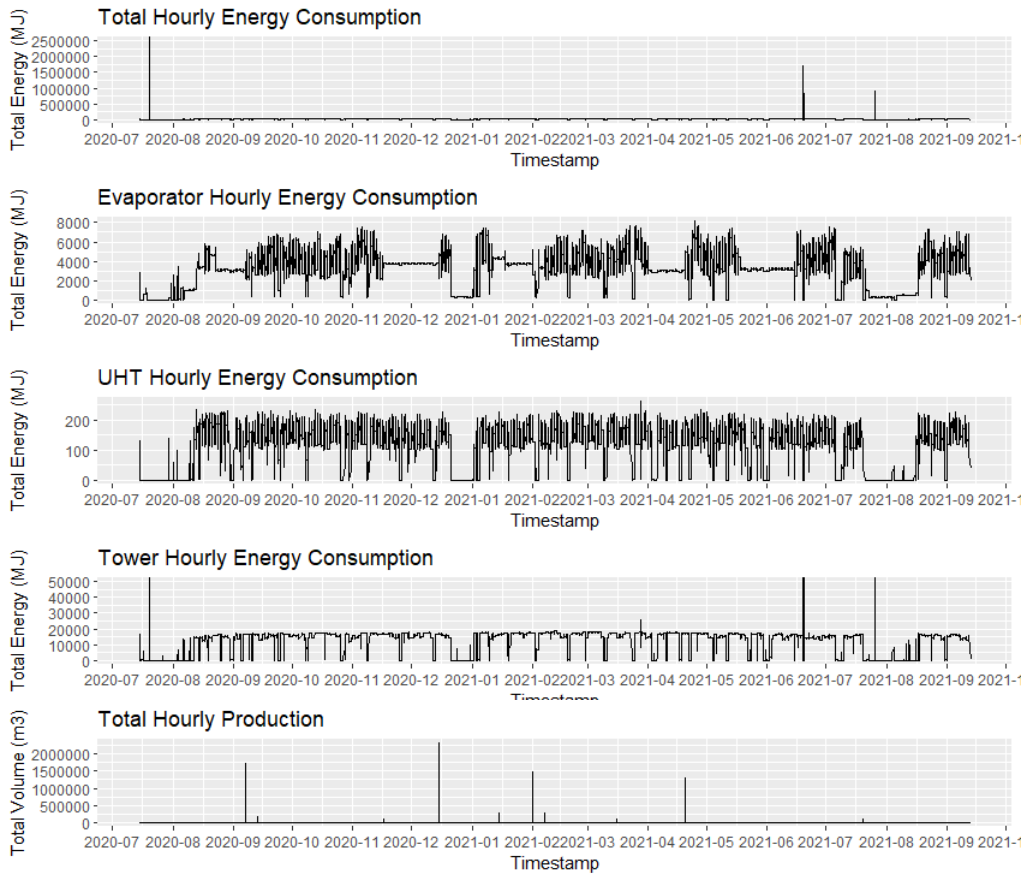 Total Hourly Energy Consumption
Total Energy (MJ)
2500000
2000000
1500000
1000000
500000
0
2020-07 2020-08 2020-09 2020-10 2020-11 2020-12 2021-01 2021-02 2021-03 2021-04 2021-05 2021-06 2021-07 2021-08 2021-09 2021-1
Timestamp
Evaporator Hourly Energy Consumption
Total Energy (MJ)
8000
6000
4000
2000
0
2020-07 2020-08 2020-09 2020-10 2020-11 2020-12 2021-01 2021-02 2021-03 2021-04 2021-05 2021-06 2021-07 2021-08 2021-09 2021-1
Timestamp
UHT Hourly Energy Consumption
Total Energy (MJ)
200
100
0
2020-07 2020-08 2020-09 2020-10 2020-11 2020-12 2021-01 2021-02 2021-03 2021-04 2021-05 2021-06 2021-07 2021-08 2021-09 2021-1
Timestamp
Tower Hourly Energy Consumption
Total Energy (MJ)
50000
40000
30000
20000
10000
0
2020-07 2020-08 2020-09 2020-10 2020-11 2020-12 2021-01 2021-02 2021-03 2021-04 2021-05 2021-06 2021-07 2021-08 2021-09 2021-1
Timestamp
Total Hourly Production
Total Volume (m3)
2000000
1500000
1000000
500000
0
2020-07 2020-08 2020-09 2020-10 2020-11 2020-12 2021-01 2021-02 2021-03 2021-04 2021-05 2021-06 2021-07 2021-08 2021-09 2021-1
Timestamp